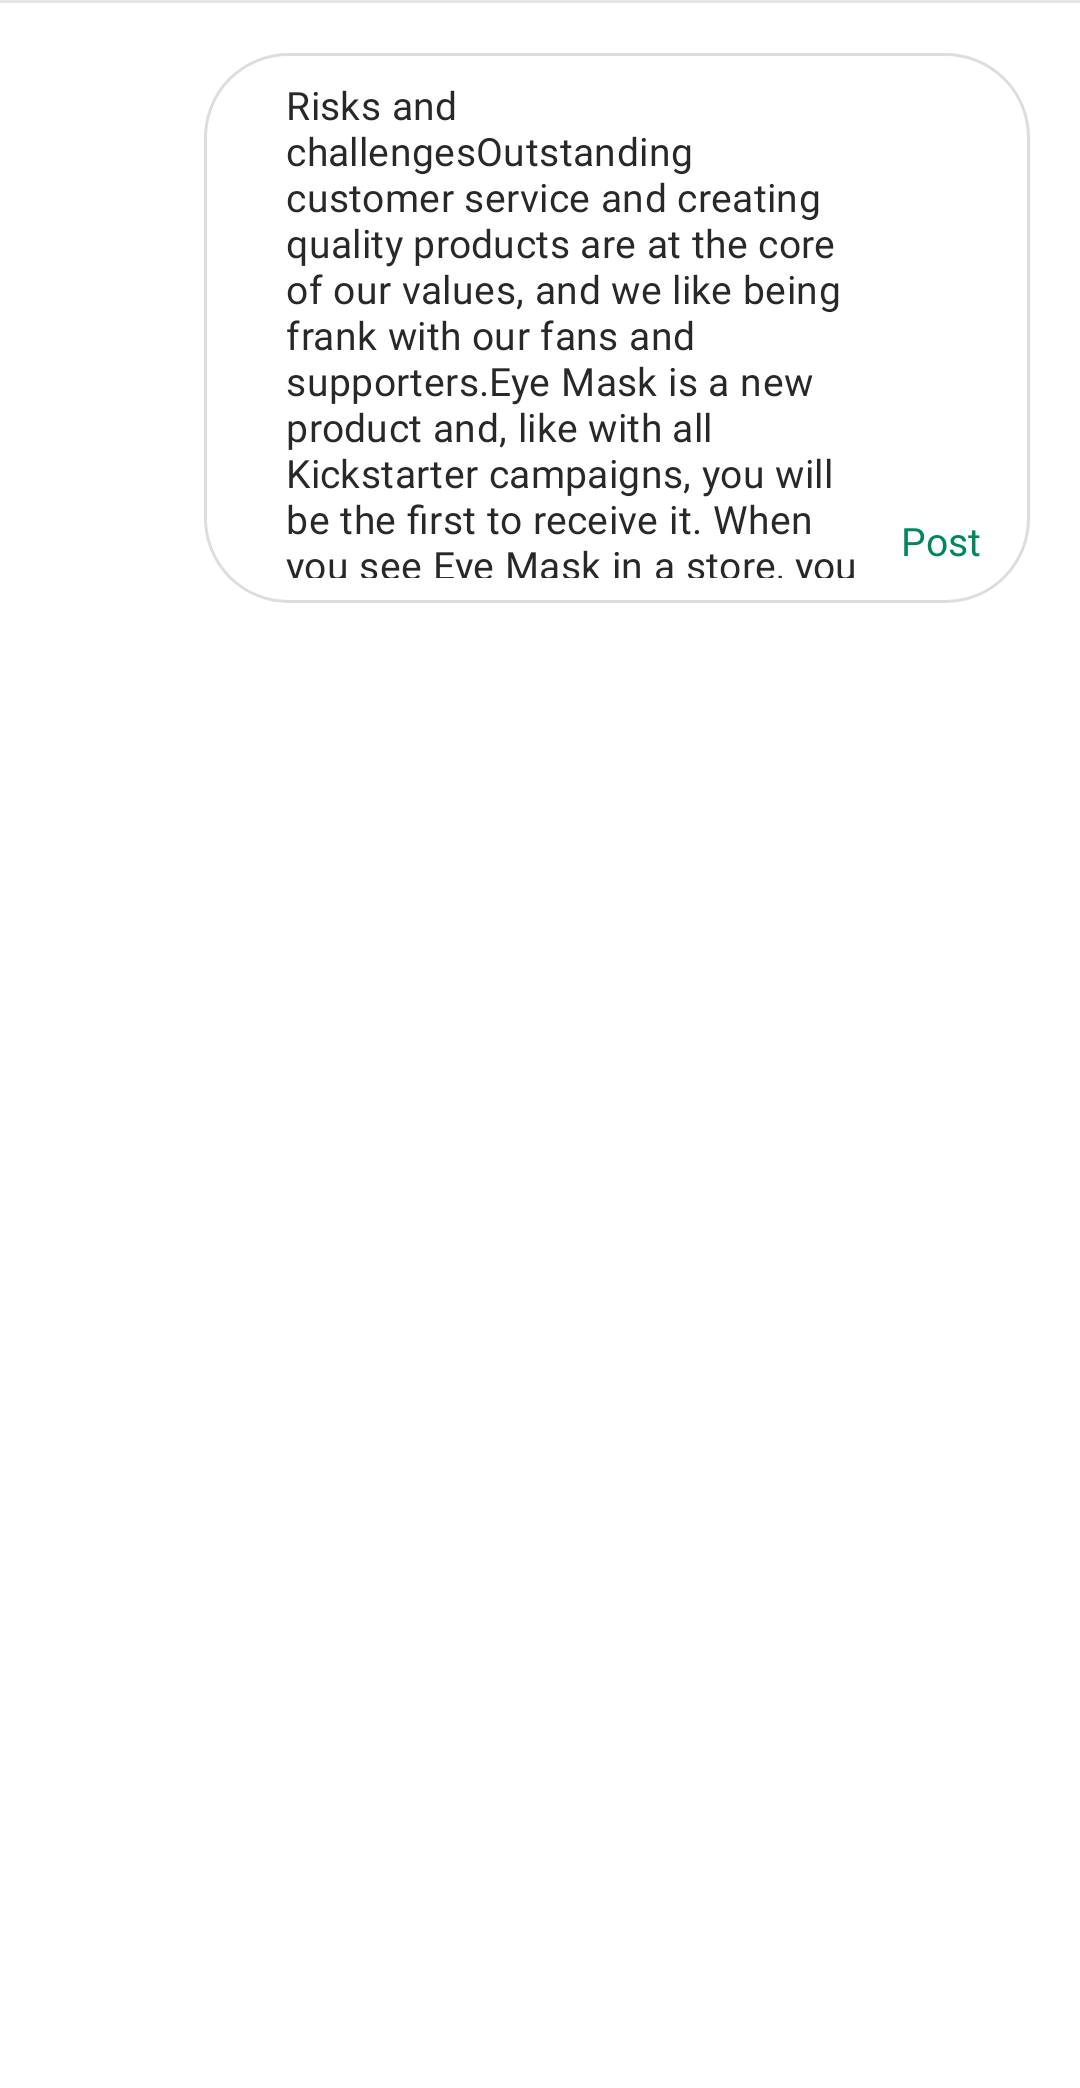 Risks and
challengesOutstanding
customer service and creating
quality products are at the core
of our values, and we like being
frank with our fans and
supporters.Eye Mask is a new
product and, like with all
Kickstarter campaigns, you will
be the first to receive it. When
you see Eye Mask in a store, you
Post